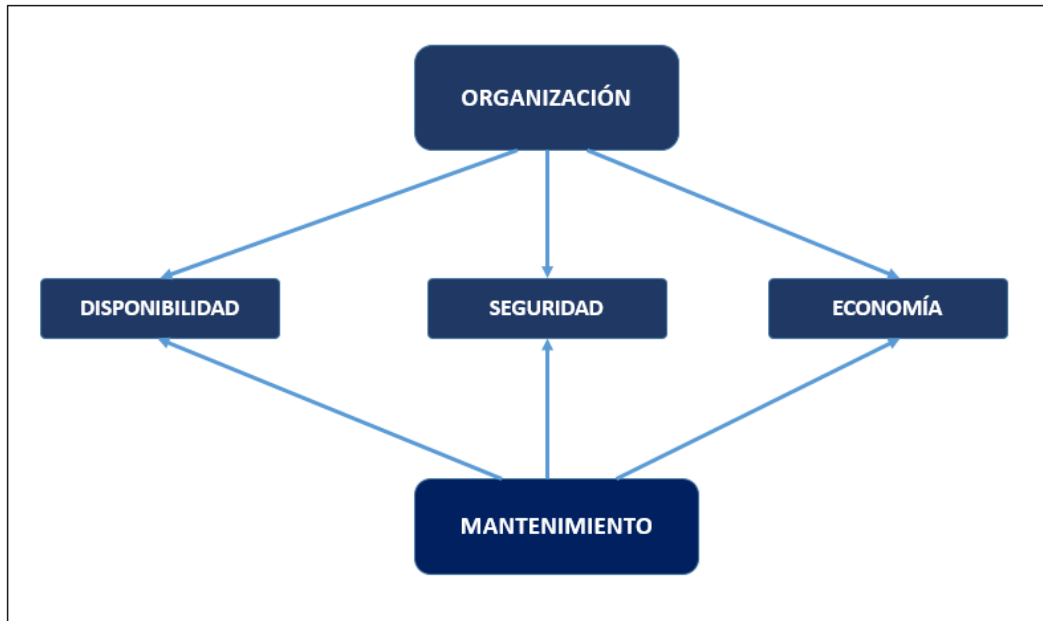 ORGANIZACIÓN
DISPONIBILIDAD
SEGURIDAD
ECONOMÍA
MANTENIMIENTO